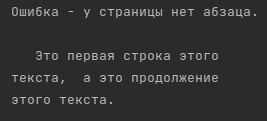 Ошибка - у страницы нет абзаца.
Это первая строка этого
текста,  а это продолжение
этого текста.